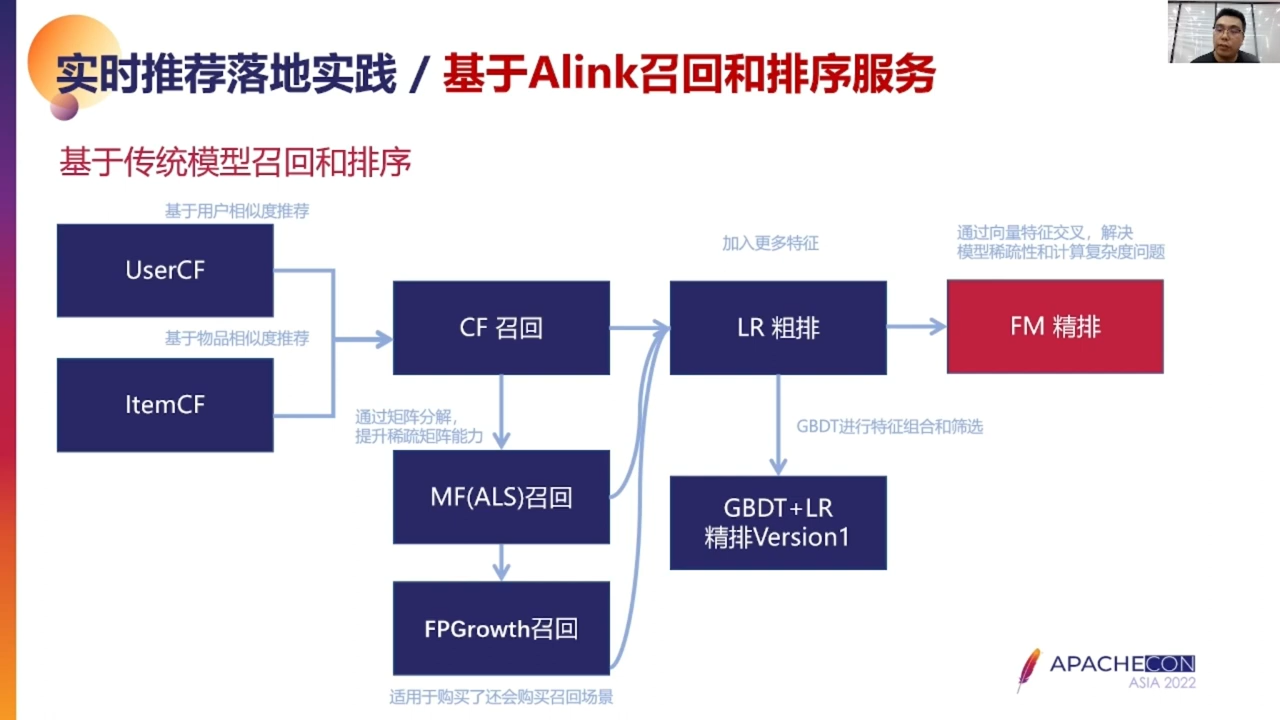 实时推荐落地实践 / 基于Alink召回和排序服务
基于传统模型召回和排序
基于用户相似度推荐
UserCF
基于物品相似度推荐
ItemCF
CF 召回
通过矩阵分解，
提升稀疏矩阵能力
MF(ALS)召回
FPGrowth召回
适用于购买了还会购买召回场景
加入更多特征
LR 粗排
GBDT进行特征组合和筛选
GBDT+LR
精排Version1
通过向量特征交叉，解决
模型稀疏性和计算复杂度问题
FM 精排
APACHECON
ASIA 2022